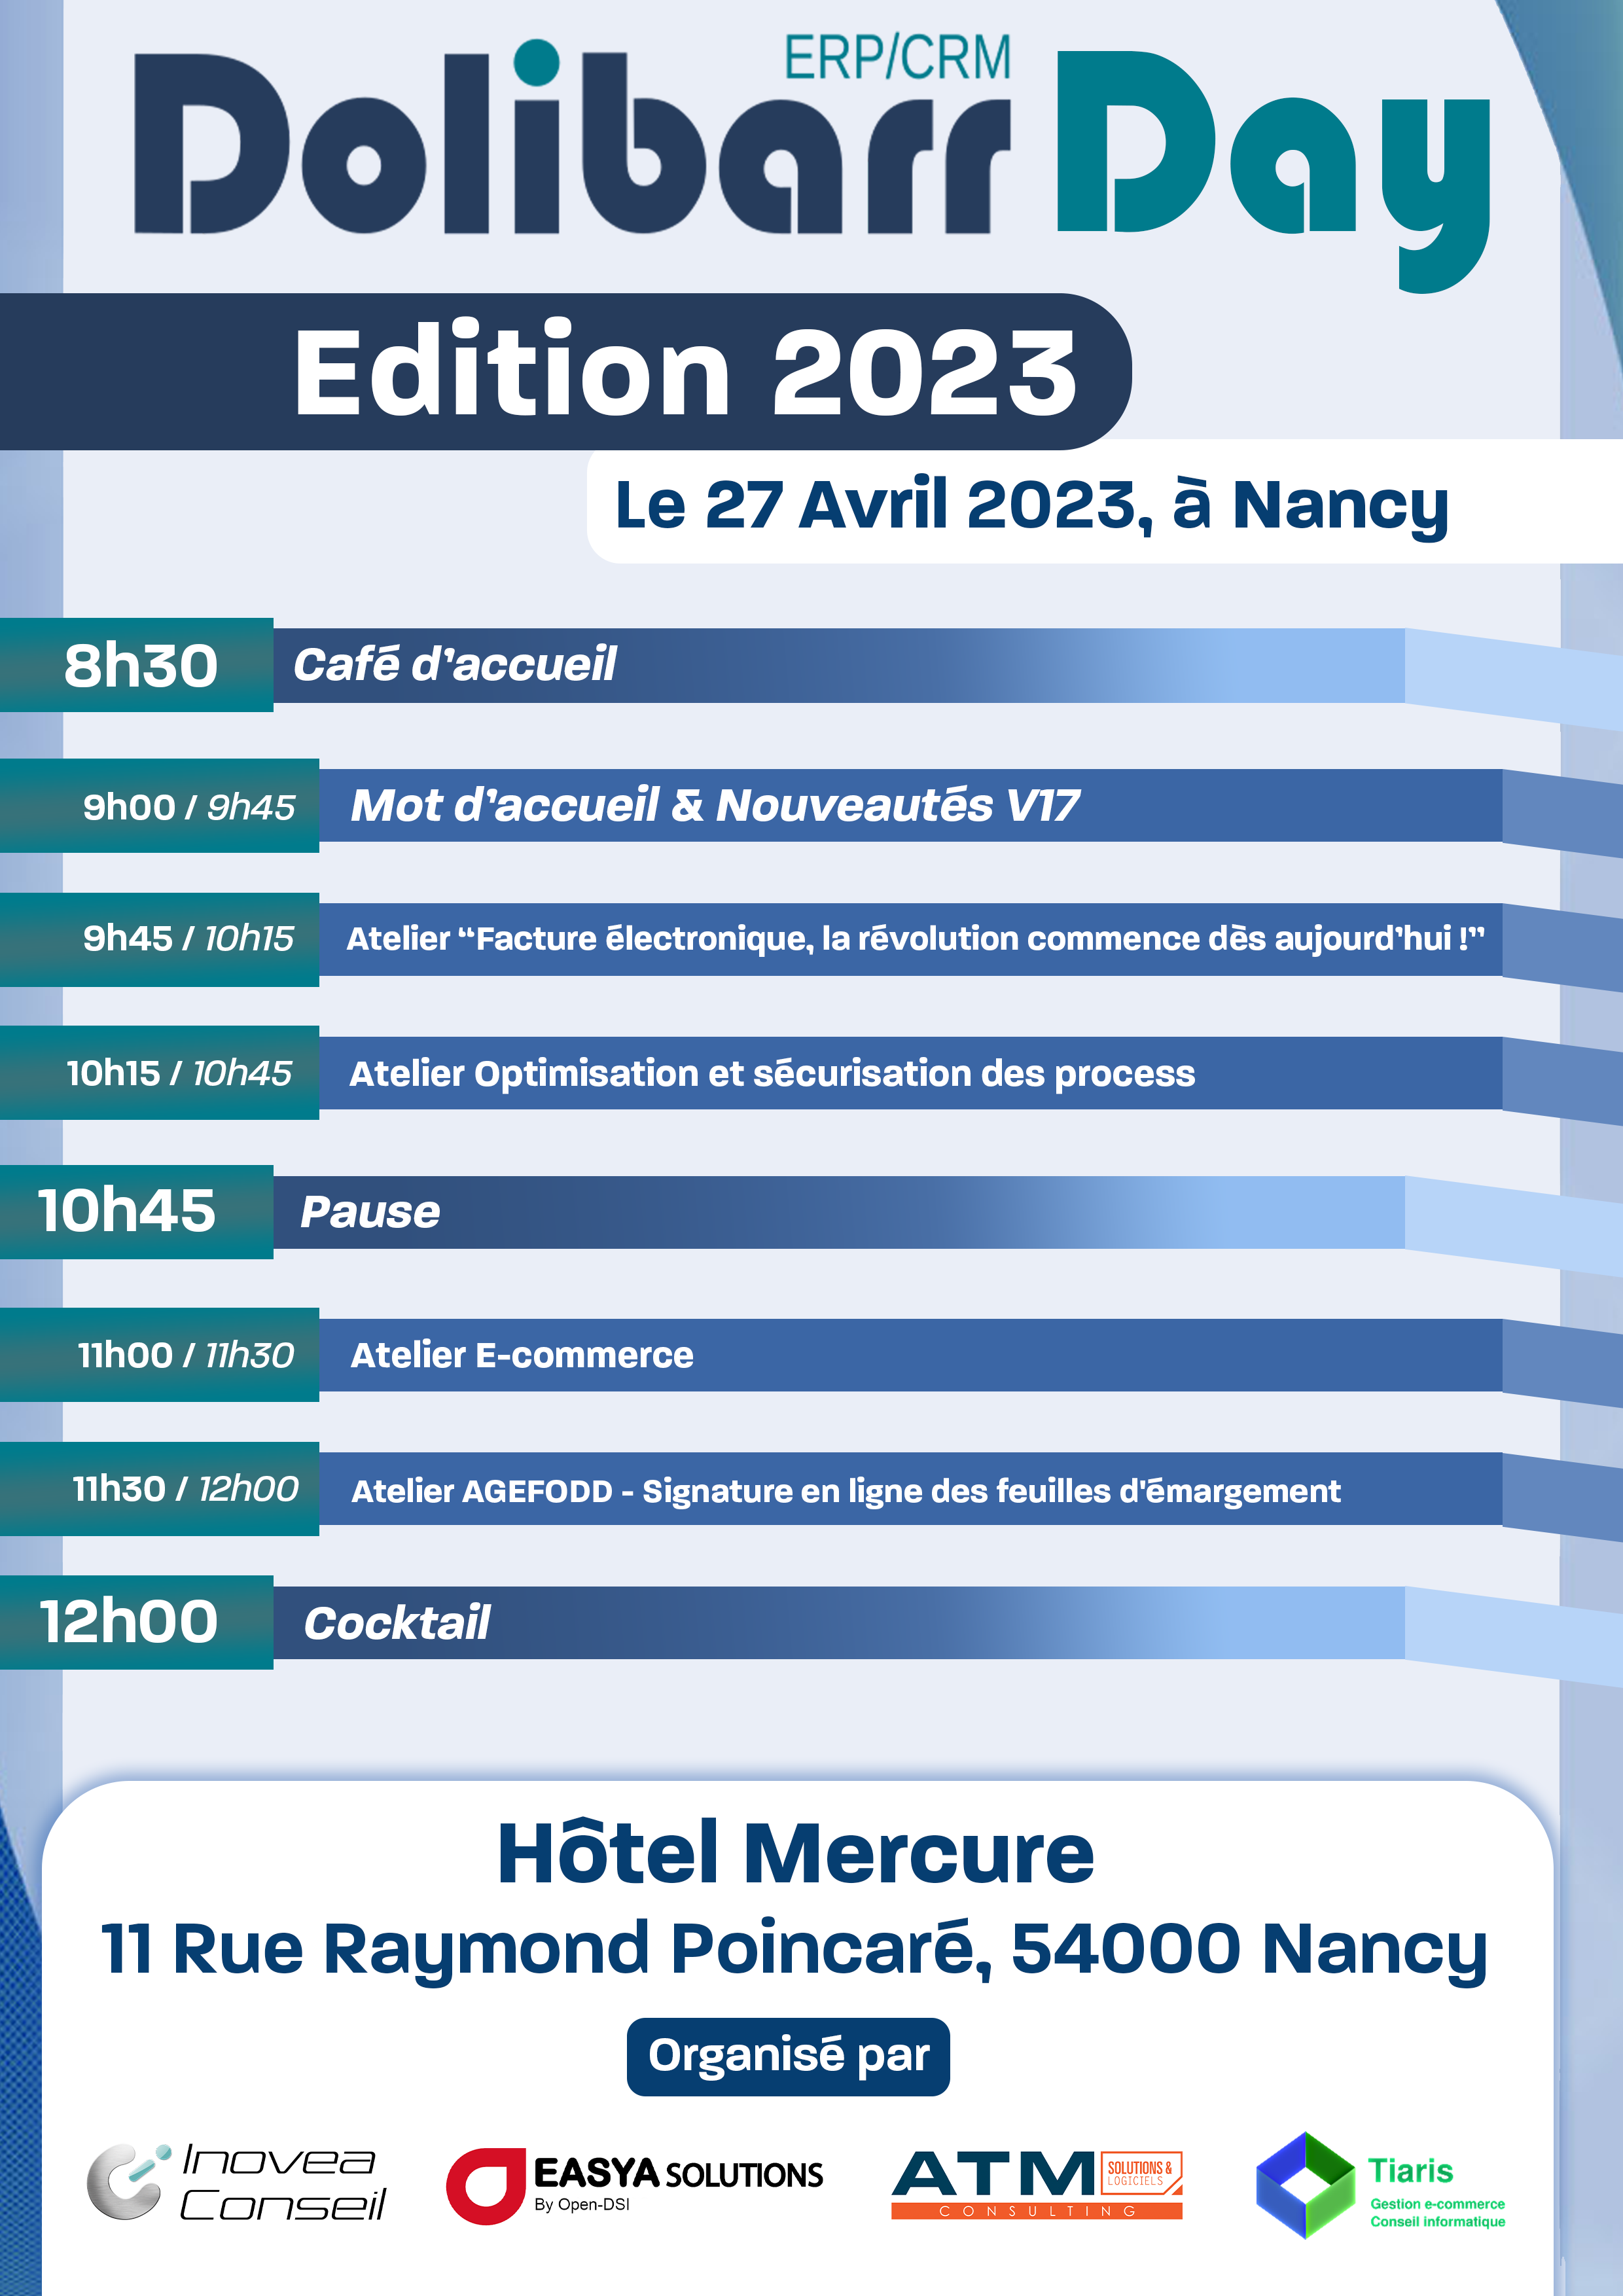 ERP/CRM
Dolibarr Day
Edition 2023
Le 27 Avril 2023, à Nancy
8h30 Café d'accueil
9h00 / 9h45 Mot d'accueil & Nouveautés V17
9h45 / 10h15 Atelier “Facture électronique, la révolution commence dès aujourd’hui !”
10h15 / 10h45 Atelier Optimisation et sécurisation des process
10h45 Pause
11h00 / 11h30 Atelier E-commerce
11h30 / 12h00 Atelier AGEFODD - Signature en ligne des feuilles d'émargement
12h00 Cocktail
Hôtel Mercure
11 Rue Raymond Poincaré, 54000 Nancy
Organisé par
Inovea
Conseil
EASYA SOLUTIONS
By Open-DSI
ATM
SOLUTIONS &
LOGICIELS
CONSULTING
Tiaris
Gestion e-commerce
Conseil informatique